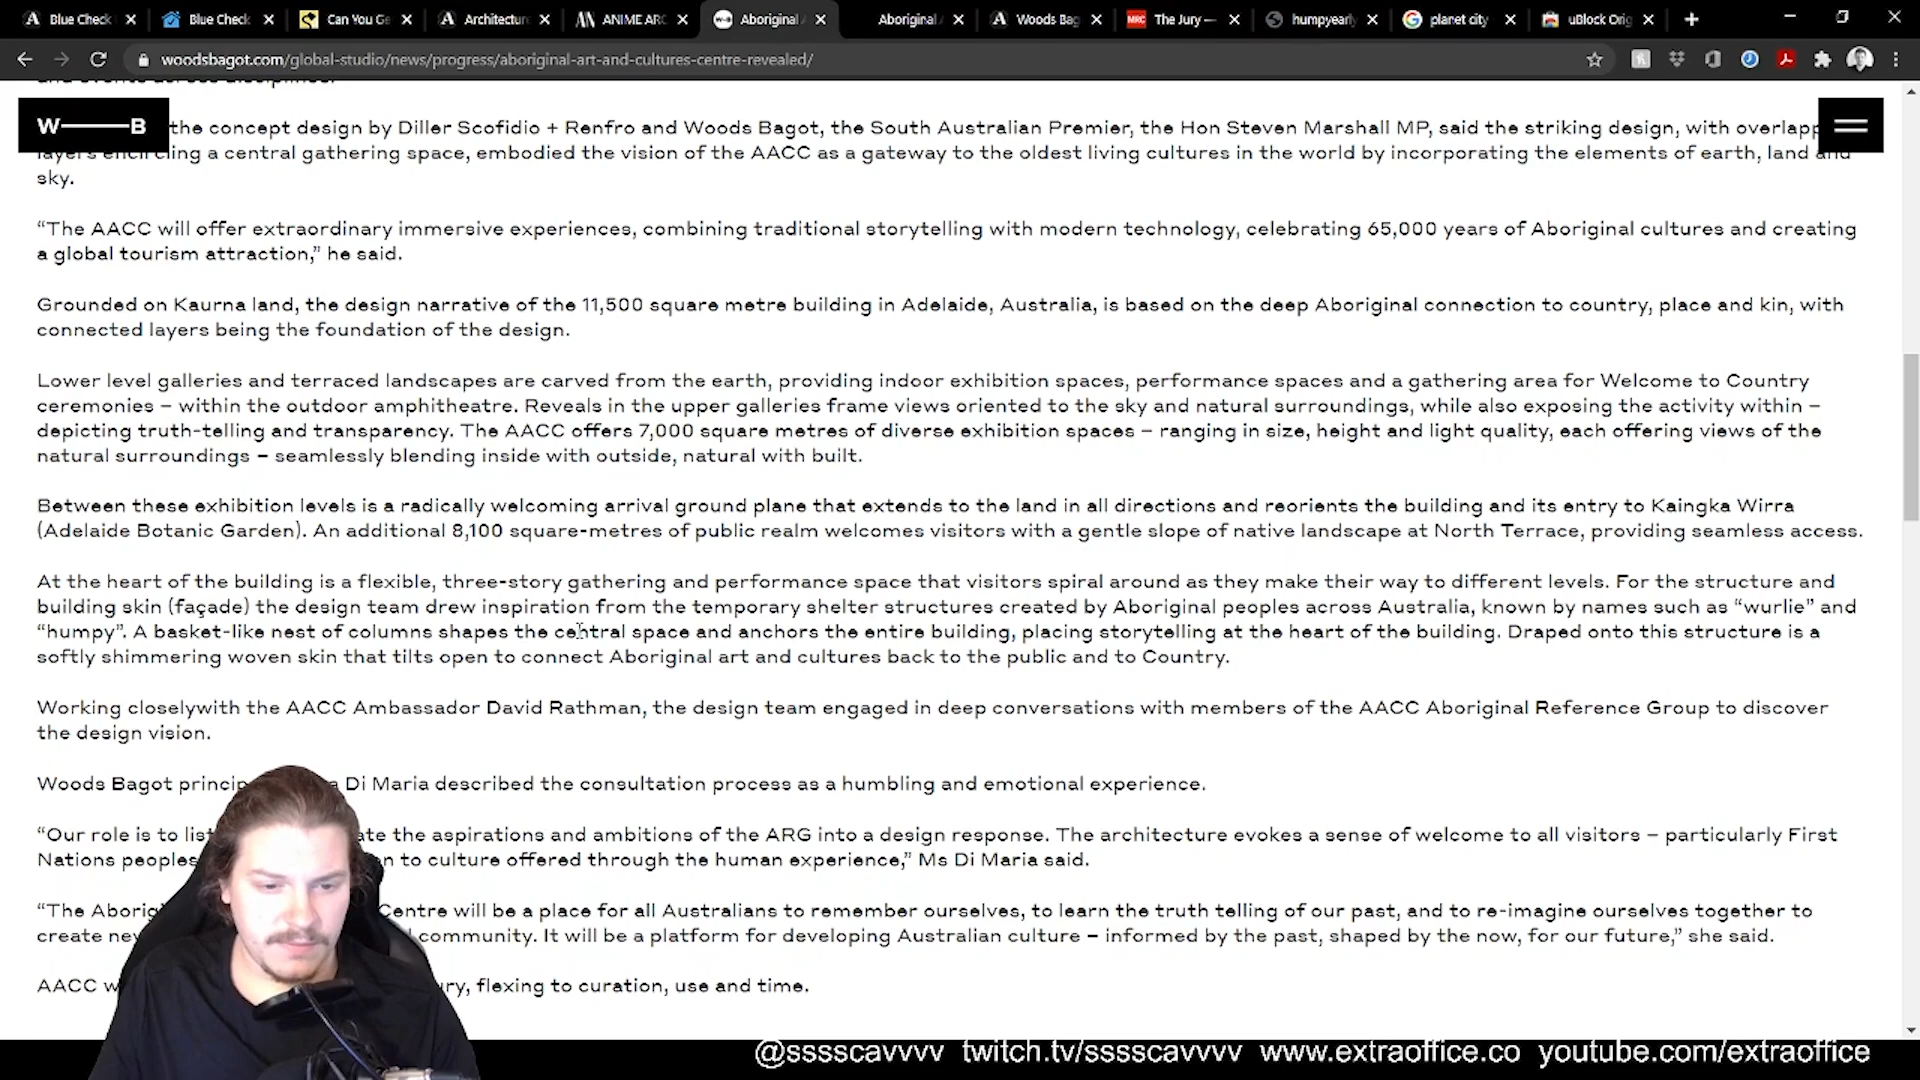 Blue Check
Blue Check
Can You Ge
Architectur
ANIME ARC
Aboriginal
Aboriginal
Woods Bag
MRC
The Jury —
humpyearly
planet city
uBlock Orig
woodsbagot.com/global-studio/news/progress/aboriginal-art-and-cultures-centre-revealed/
and events across disciplines.
W B
the concept design by Diller Scofidio + Renfro and Woods Bagot, the South Australian Premier, the Hon Steven Marshall MP, said the striking design, with overlapp
layers encircling a central gathering space, embodied the vision of the AACC as a gateway to the oldest living cultures in the world by incorporating the elements of earth, land and
sky.
“The AACC will offer extraordinary immersive experiences, combining traditional storytelling with modern technology, celebrating 65,000 years of Aboriginal cultures and creating
a global tourism attraction,” he said.
Grounded on Kaurna land, the design narrative of the 11,500 square metre building in Adelaide, Australia, is based on the deep Aboriginal connection to country, place and kin, with
connected layers being the foundation of the design.
Lower level galleries and terraced landscapes are carved from the earth, providing indoor exhibition spaces, performance spaces and a gathering area for Welcome to Country
ceremonies – within the outdoor amphitheatre. Reveals in the upper galleries frame views oriented to the sky and natural surroundings, while also exposing the activity within –
depicting truth-telling and transparency. The AACC offers 7,000 square metres of diverse exhibition spaces – ranging in size, height and light quality, each offering views of the
natural surroundings – seamlessly blending inside with outside, natural with built.
Between these exhibition levels is a radically welcoming arrival ground plane that extends to the land in all directions and reorients the building and its entry to Kaingka Wirra
(Adelaide Botanic Garden). An additional 8,100 square-metres of public realm welcomes visitors with a gentle slope of native landscape at North Terrace, providing seamless access.
At the heart of the building is a flexible, three-story gathering and performance space that visitors spiral around as they make their way to different levels. For the structure and
building skin (façade) the design team drew inspiration from the temporary shelter structures created by Aboriginal peoples across Australia, known by names such as “wurlie” and
“humpy”. A basket-like nest of columns shapes the central space and anchors the entire building, placing storytelling at the heart of the building. Draped onto this structure is a
softly shimmering woven skin that tilts open to connect Aboriginal art and cultures back to the public and to Country.
Working closelywith the AACC Ambassador David Rathman, the design team engaged in deep conversations with members of the AACC Aboriginal Reference Group to discover
the design vision.
Woods Bagot princip Di Maria described the consultation process as a humbling and emotional experience.
“Our role is to list ate the aspirations and ambitions of the ARG into a design response. The architecture evokes a sense of welcome to all visitors – particularly First
Nations peoples n to culture offered through the human experience,” Ms Di Maria said.
“The Aborig Centre will be a place for all Australians to remember ourselves, to learn the truth telling of our past, and to re-imagine ourselves together to
create new community. It will be a platform for developing Australian culture – informed by the past, shaped by the now, for our future,” she said.
AACC w ury, flexing to curation, use and time.
@sssscavvvv twitch.tv/sssscavvvv www.extraoffice.co youtube.com/extraoffice